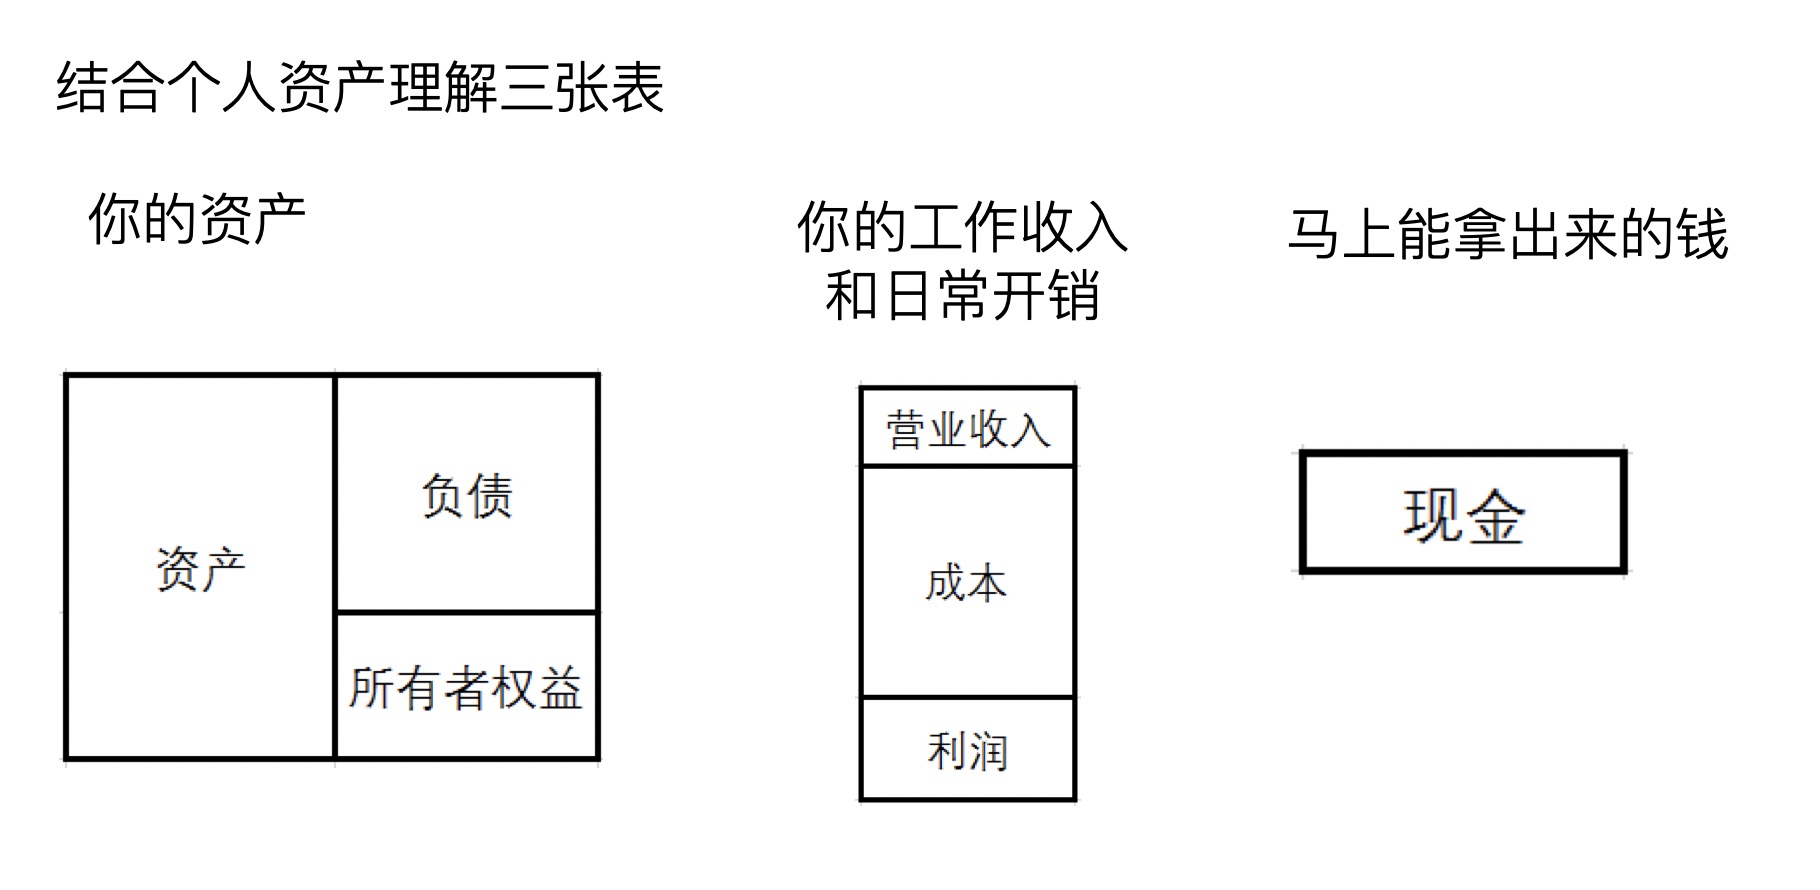 结合个人资产理解三张表
你的资产
你的工作收入
和日常开销
马上能拿出来的钱
资产
负债
所有者权益
营业收入
成本
利润
现金